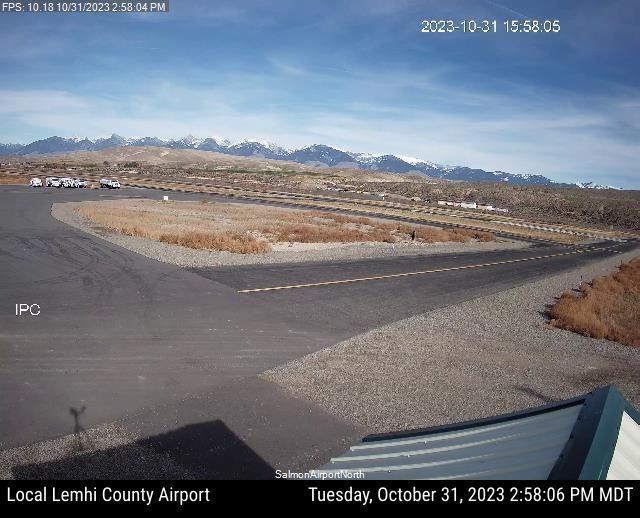 FPS: 10.18 10/31/2023 2:58:04 PM
2023-10-31 15:58:05
IPC
SalmonAirportNorth
Local Lemhi County Airport Tuesday, October 31, 2023 2:58:06 PM MDT